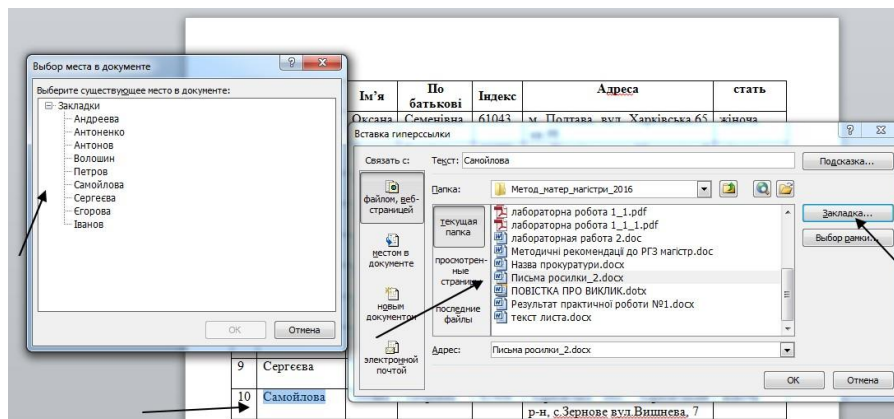 Выбор места в документе
Выберите существующее место в документе:
Закладки
Андреева
Антоненко
Антонов
Волошин
Петров
Самойлова
Сергеева
Єгорова
Іванов
ОК
Отмена
Ім'я
По батькові
Індекс
Адреса
стать
Оксана
Семенівна
61043
м. Полтава, вул. Харківська,65
жіноча
Вставка гиперссылки
Связать с:
Текст: Самойлова
Подсказка...
файлом, веб-страницей
Папка:
Метод_матер_магістри_2016
местом в документе
новым документом
электронной почтой
текущая папка
просмотренные страницы
последние файлы
лабораторна робота 1_1.pdf
лабораторна робота 1_1_1.pdf
лабораторная работа 2.doc
Методичні рекомендації до РГЗ магістр.doc
Назва прокуратури.docx
Письма росилки_2.docx
ПОВІСТКА ПРО ВИКЛИК.dotx
Результат практичної роботи №1.docx
текст листа.docx
Закладка...
Выбор рамки...
Адрес:
Письма росилки_2.docx
ОК
Отмена
9
Сергєєва
10
Самойлова
р-н, с.Зернове вул.Вишнева, 7